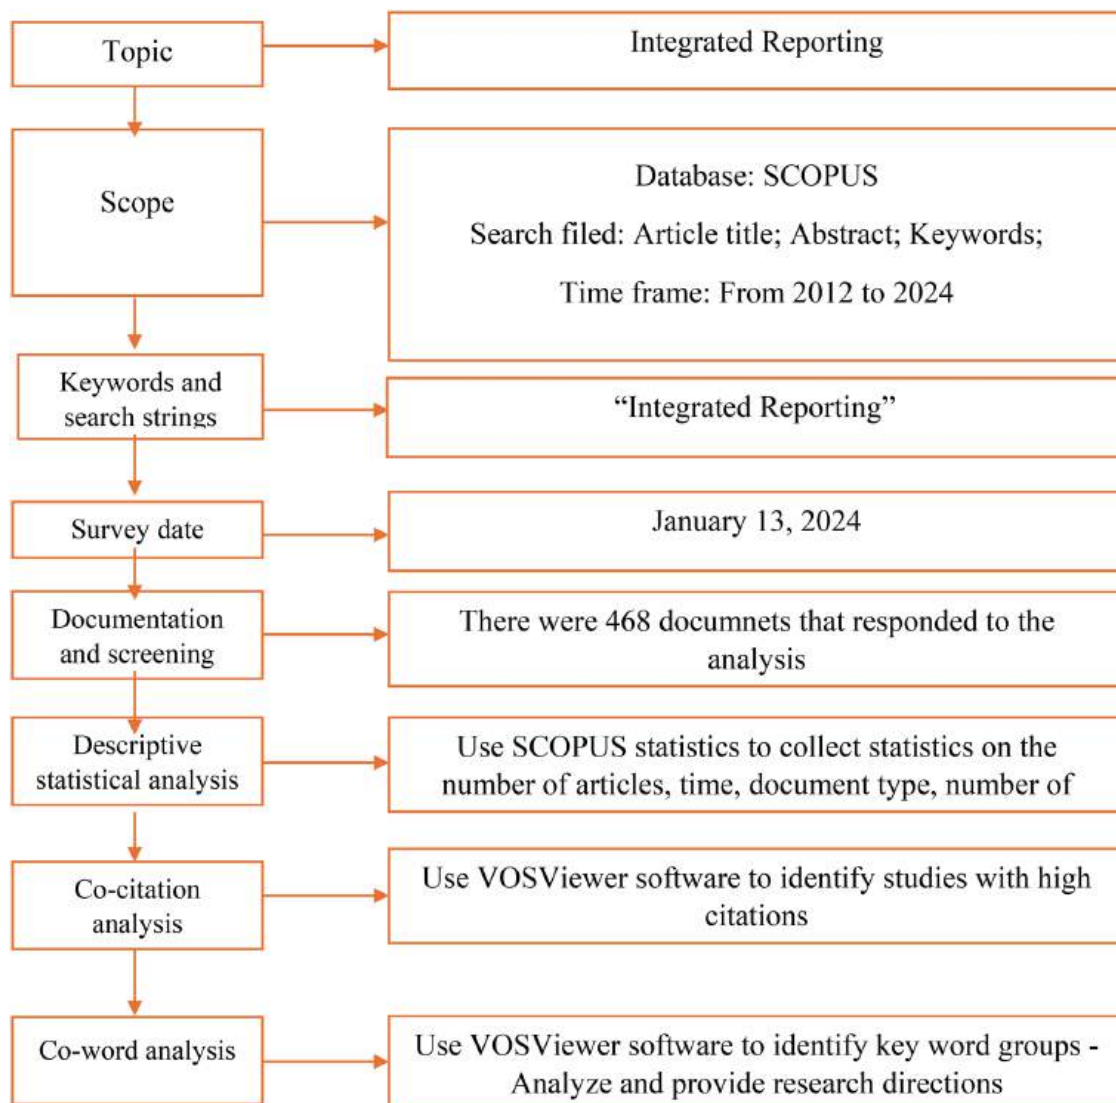 Topic
Integrated Reporting
Scope
Database: SCOPUS
Search filed: Article title; Abstract; Keywords;
Time frame: From 2012 to 2024
Keywords and
search strings
“Integrated Reporting”
Survey date
January 13, 2024
Documentation
and screening
There were 468 documnets that responded to the
analysis
Descriptive
statistical analysis
Use SCOPUS statistics to collect statistics on the
number of articles, time, document type, number of
Co-citation
analysis
Use VOSViewer software to identify studies with high
citations
Co-word analysis
Use VOSViewer software to identify key word groups -
Analyze and provide research directions